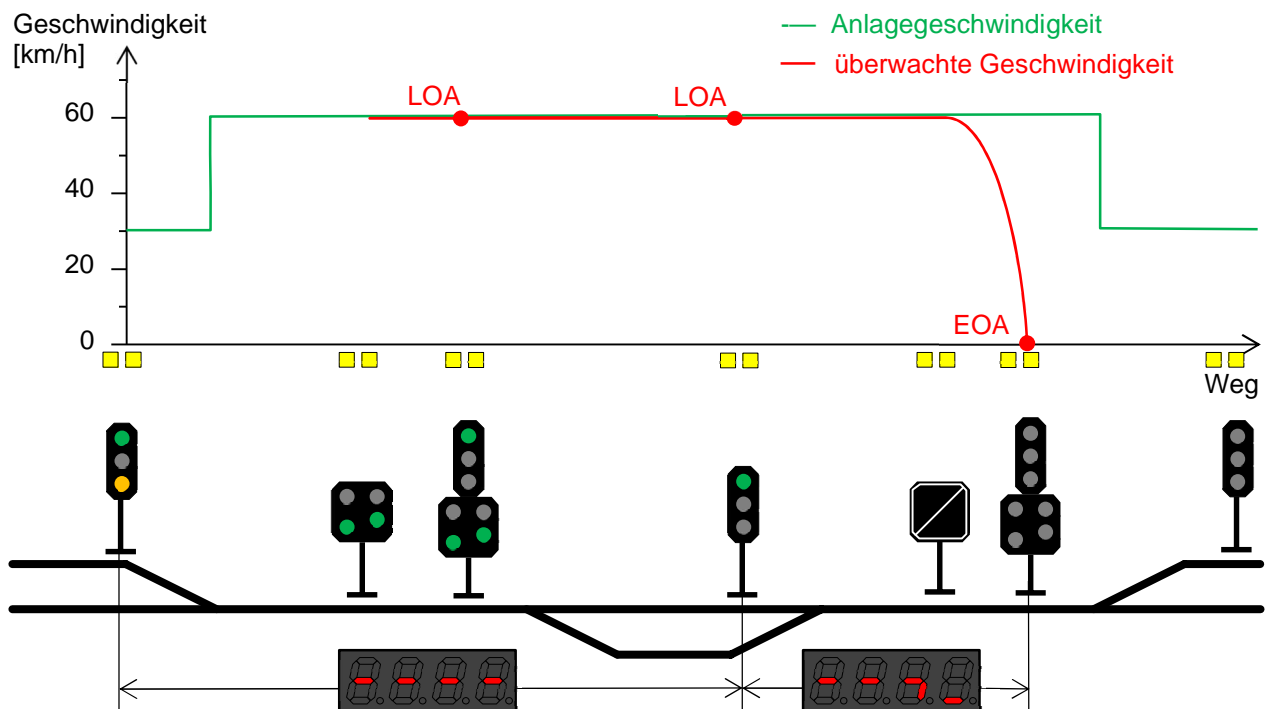 Geschwindigkeit
[km/h]
Anlagegeschwindigkeit
überwachte Geschwindigkeit
LOA
LOA
60
40
20
0
EOA
Weg